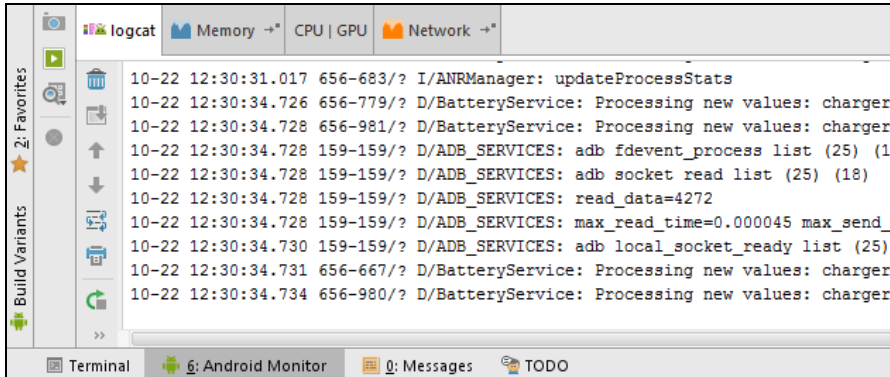 logcat Memory CPU | GPU Network
10-22 12:30:31.017 656-683/? I/ANRManager: updateProcessStats
10-22 12:30:34.726 656-779/? D/BatteryService: Processing new values: charger
10-22 12:30:34.728 656-981/? D/BatteryService: Processing new values: charger
10-22 12:30:34.728 159-159/? D/ADB_SERVICES: adb fdevent_process list (25) (1
10-22 12:30:34.728 159-159/? D/ADB_SERVICES: adb socket read list (25) (18)
10-22 12:30:34.728 159-159/? D/ADB_SERVICES: read_data=4272
10-22 12:30:34.728 159-159/? D/ADB_SERVICES: max_read_time=0.000045 max_send_
10-22 12:30:34.730 159-159/? D/ADB_SERVICES: adb local_socket_ready list (25)
10-22 12:30:34.731 656-667/? D/BatteryService: Processing new values: charger
10-22 12:30:34.734 656-980/? D/BatteryService: Processing new values: charger
2: Favorites
Build Variants
Terminal 6: Android Monitor 0: Messages TODO